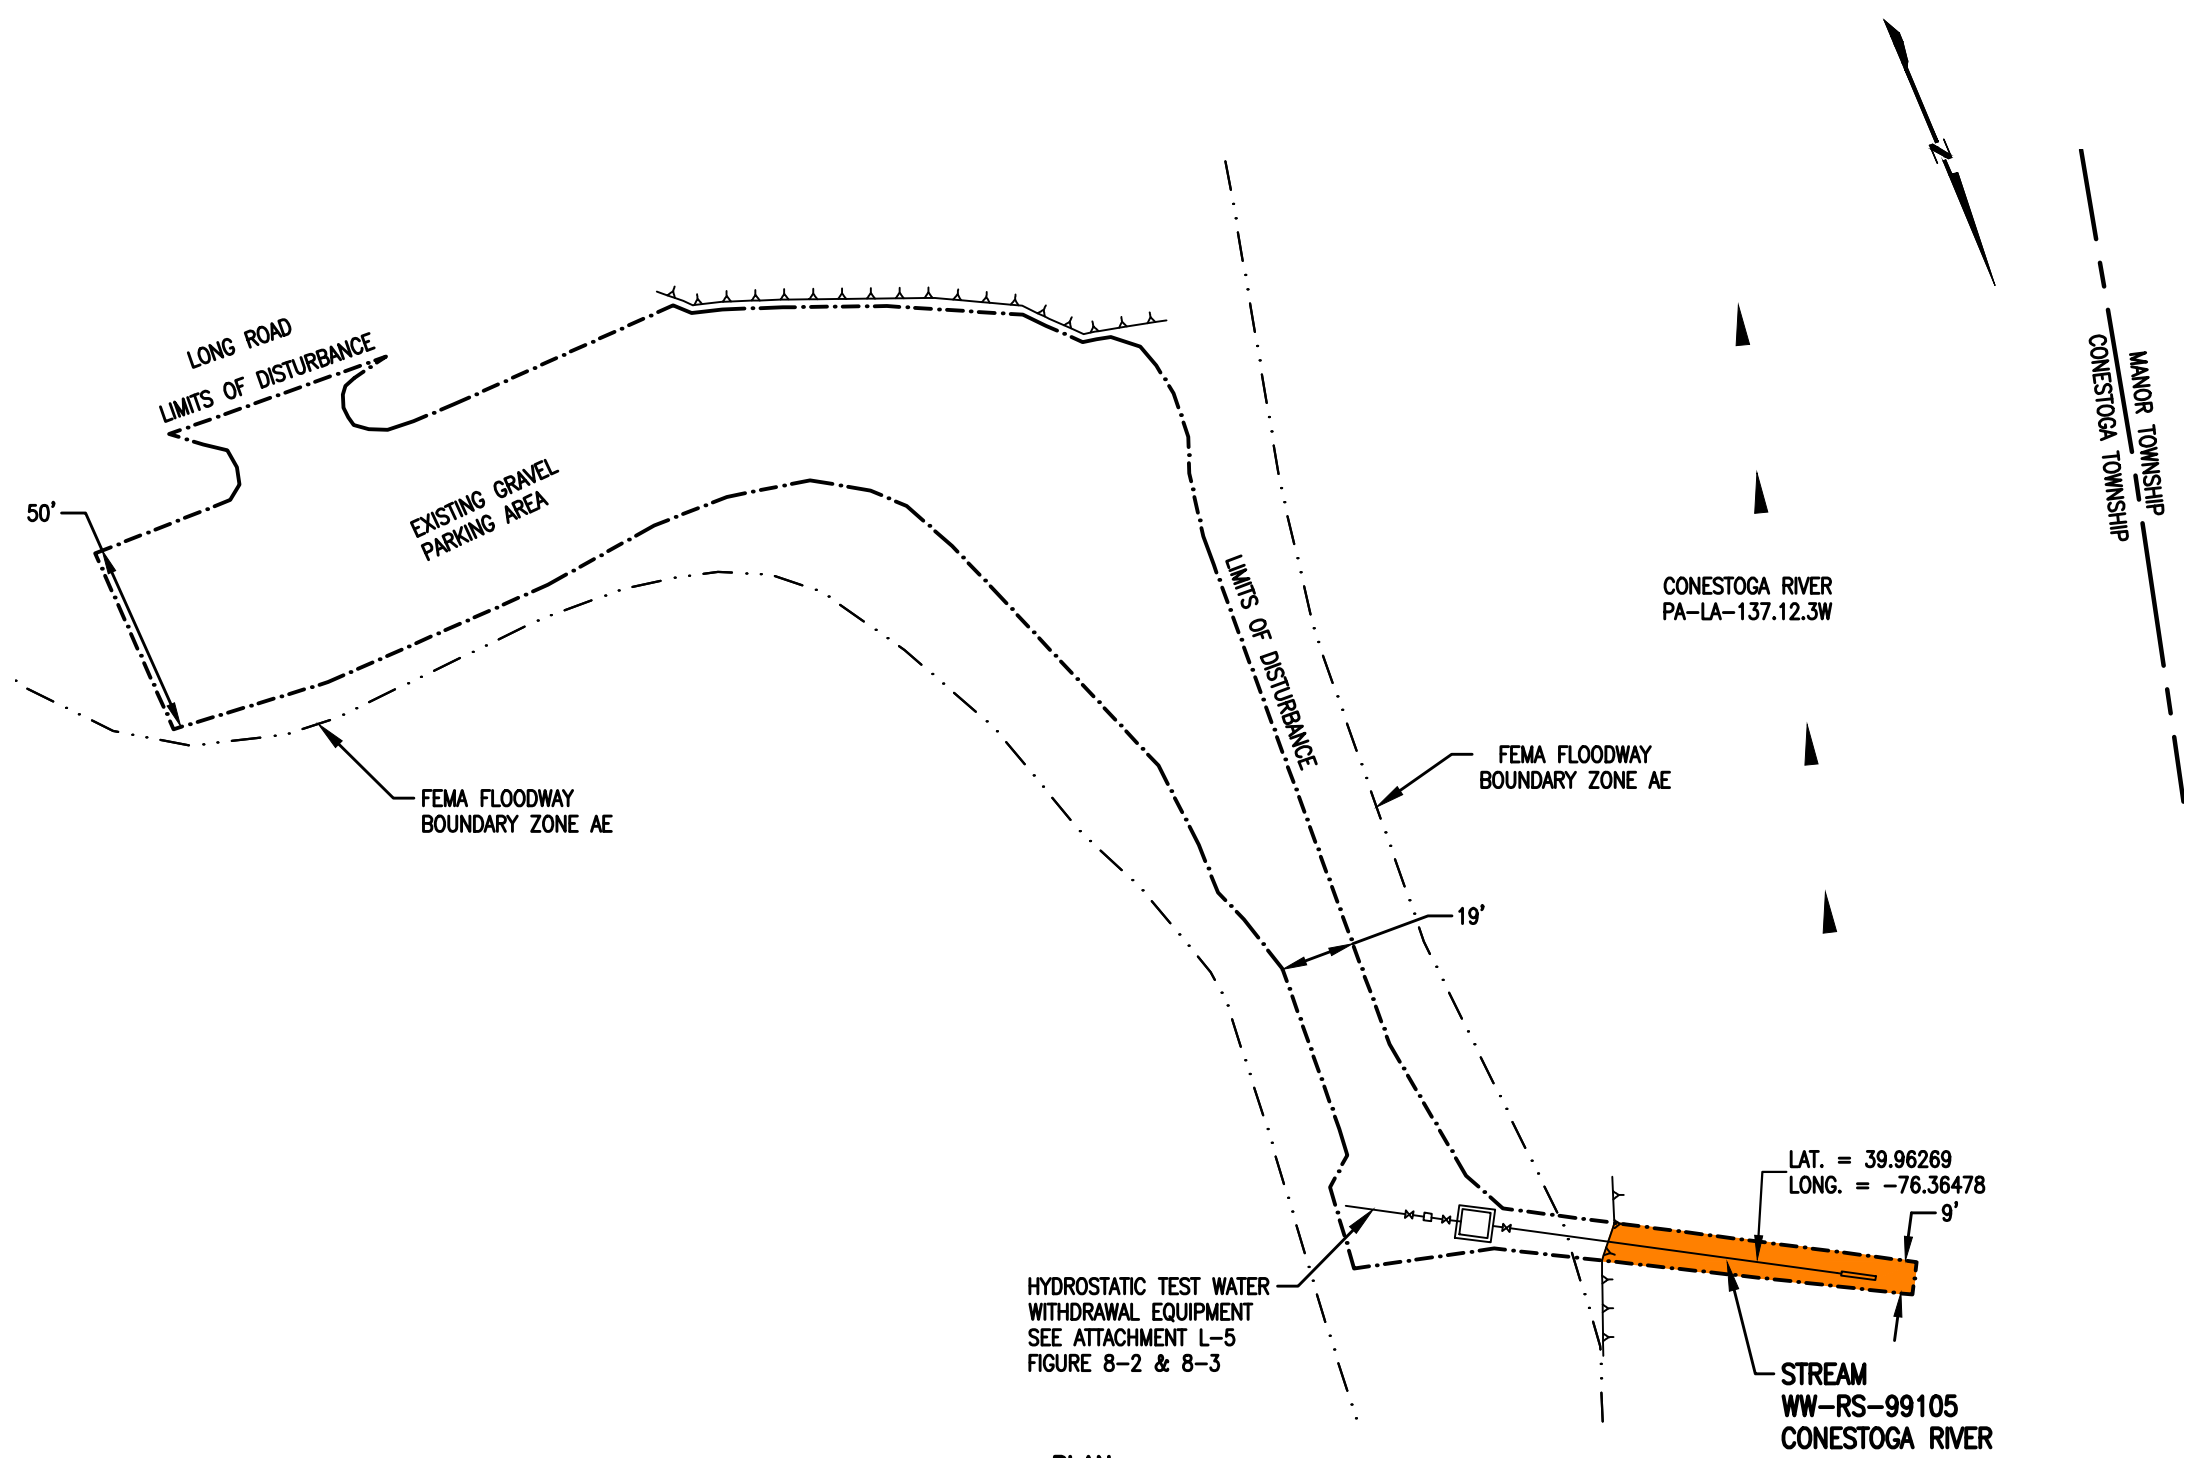 LONG ROAD
LIMITS OF DISTURBANCE
N
MANOR TOWNSHIP
CONESTOGA TOWNSHIP
50'
EXISTING GRAVEL
PARKING AREA
LIMITS OF DISTURBANCE
CONESTOGA RIVER
PA-LA-137.12.3W
FEMA FLOODWAY
BOUNDARY ZONE AE
FEMA FLOODWAY
BOUNDARY ZONE AE
19'
LAT. = 39.96269
LONG. = -76.36478
9'
HYDROSTATIC TEST WATER
WITHDRAWAL EQUIPMENT
SEE ATTACHMENT L-5
FIGURE 8-2 & 8-3
STREAM
WW-RS-99105
CONESTOGA RIVER